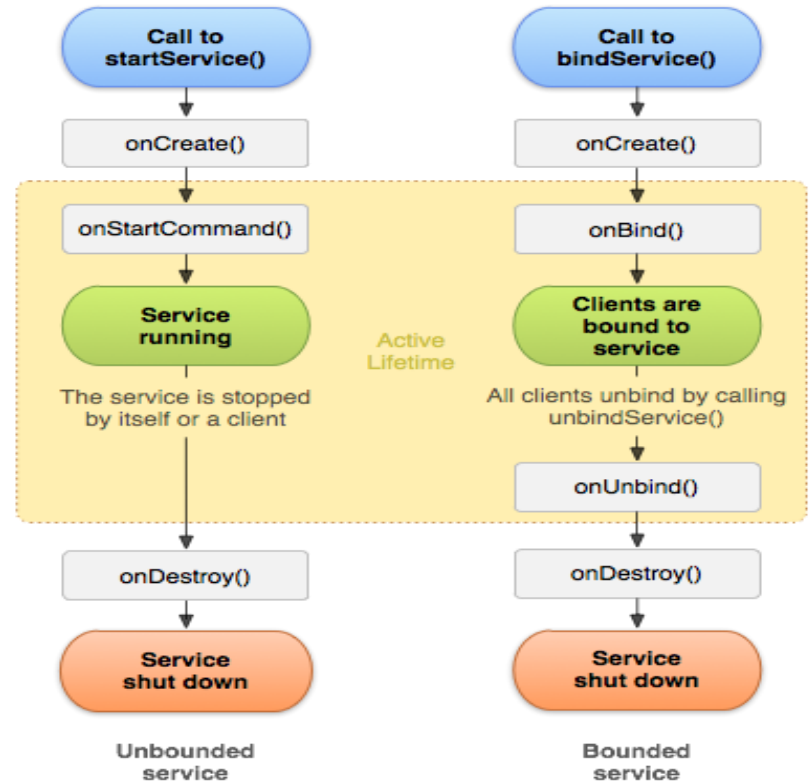 Call to
startService()
onCreate()
onStartCommand()
Service
running
The service is stopped
by itself or a client
onDestroy()
Service
shut down
Unbounded
service
Active
Lifetime
Call to
bindService()
onCreate()
onBind()
Clients are
bound to
service
All clients unbind by calling
unbindService()
onUnbind()
onDestroy()
Service
shut down
Bounded
service